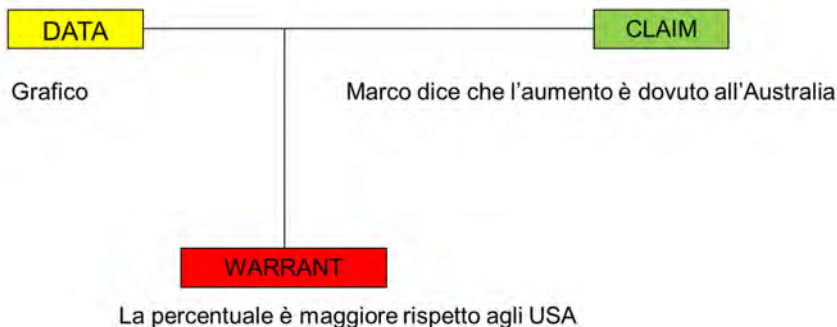 DATA
CLAIM
Grafico
Marco dice che l'aumento è dovuto all'Australia
WARRANT
La percentuale è maggiore rispetto agli USA